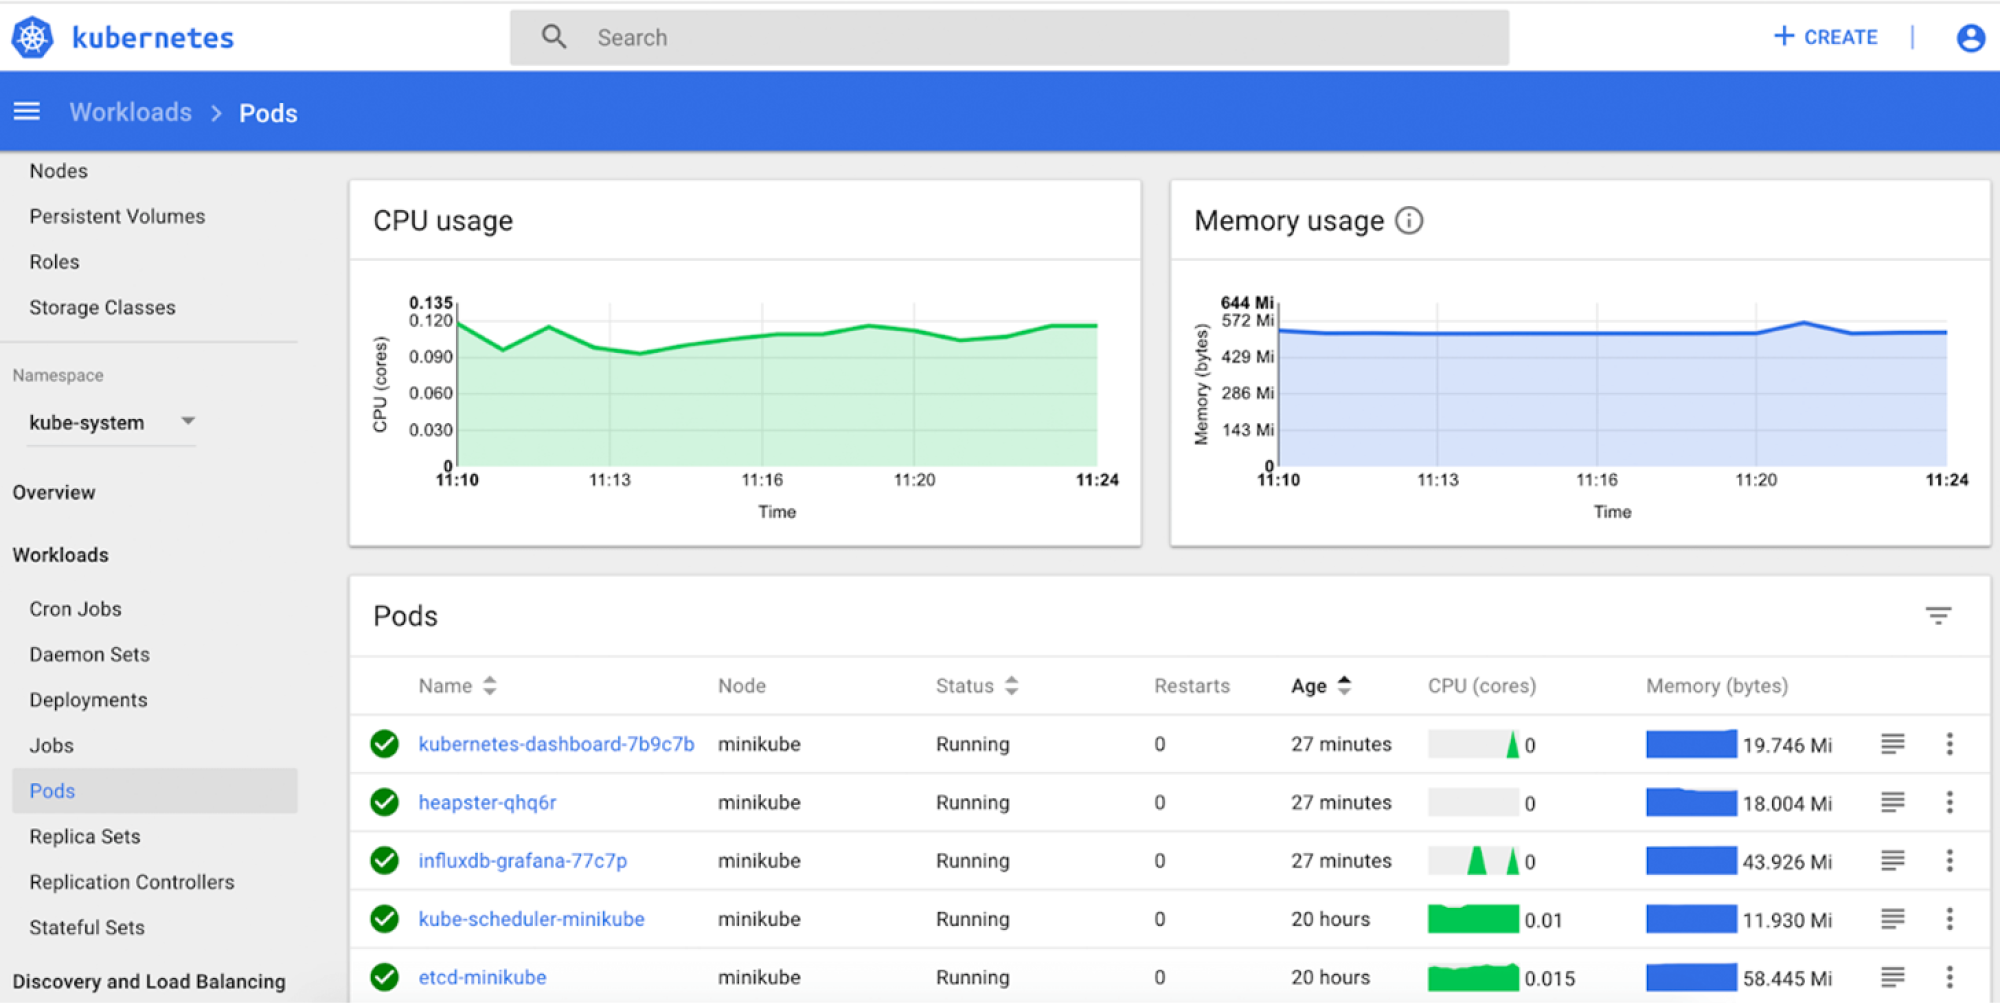 kubernetes
Search
+ CREATE |
Workloads > Pods
Nodes
Persistent Volumes
Roles
Storage Classes
Namespace
kube-system
Overview
Workloads
Cron Jobs
Daemon Sets
Deployments
Jobs
Pods
Replica Sets
Replication Controllers
Stateful Sets
Discovery and Load Balancing
CPU usage
CPU (cores)
0.135
0.120
0.090
0.060
0.030
0
11:10 11:13 11:16 11:20 11:24
Time
Memory usage
Memory (bytes)
644 Mi
572 Mi
429 Mi
286 Mi
143 Mi
0
11:10 11:13 11:16 11:20 11:24
Time
Pods
Name Node Status Restarts Age CPU (cores) Memory (bytes)
kubernetes-dashboard-7b9c7b minikube Running 0 27 minutes 0 19.746 Mi
heapster-qhq6r minikube Running 0 27 minutes 0 18.004 Mi
influxdb-grafana-77c7p minikube Running 0 27 minutes 0 43.926 Mi
kube-scheduler-minikube minikube Running 0 20 hours 0.01 11.930 Mi
etcd-minikube minikube Running 0 20 hours 0.015 58.445 Mi